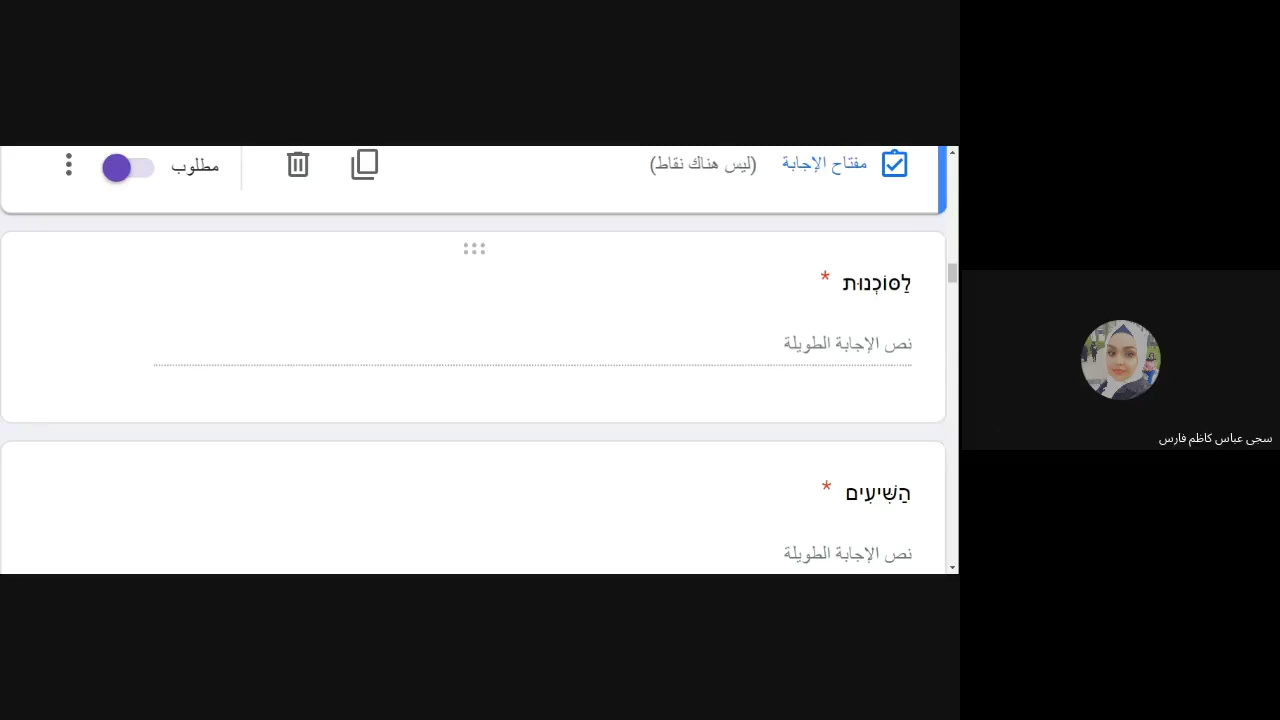 مفتاح الإجابة (ليس هناك نقاط) مطلوب
לַסּוֹכְנוּת *
نص الإجابة الطويلة
הַשִּׁיעִים *
نص الإجابة الطويلة
سجى عباس كاظم فارس